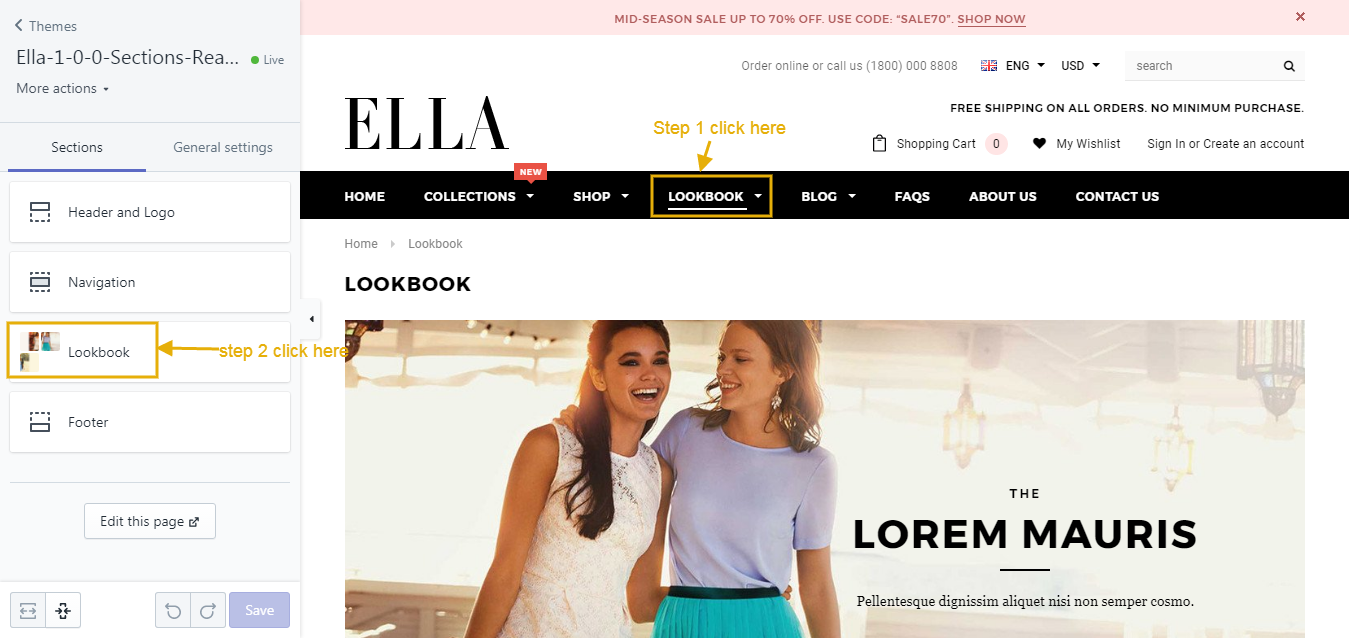 Themes
Ella-1-0-0-Sections-Rea... Live
More actions
Sections General settings
Header and Logo
Navigation
Lookbook
step 2 click here
Footer
Edit this page
Save
MID-SEASON SALE UP TO 70% OFF. USE CODE: “SALE70”. SHOP NOW
Order online or call us (1800) 000 8808 ENG USD search
FREE SHIPPING ON ALL ORDERS. NO MINIMUM PURCHASE.
ELLA
Step 1 click here
Shopping Cart 0 My Wishlist Sign In or Create an account
NEW
HOME COLLECTIONS SHOP LOOKBOOK BLOG FAQS ABOUT US CONTACT US
Home Lookbook
LOOKBOOK
THE
LOREM MAURIS
Pellentesque dignissim aliquet nisi non semper cosmo.